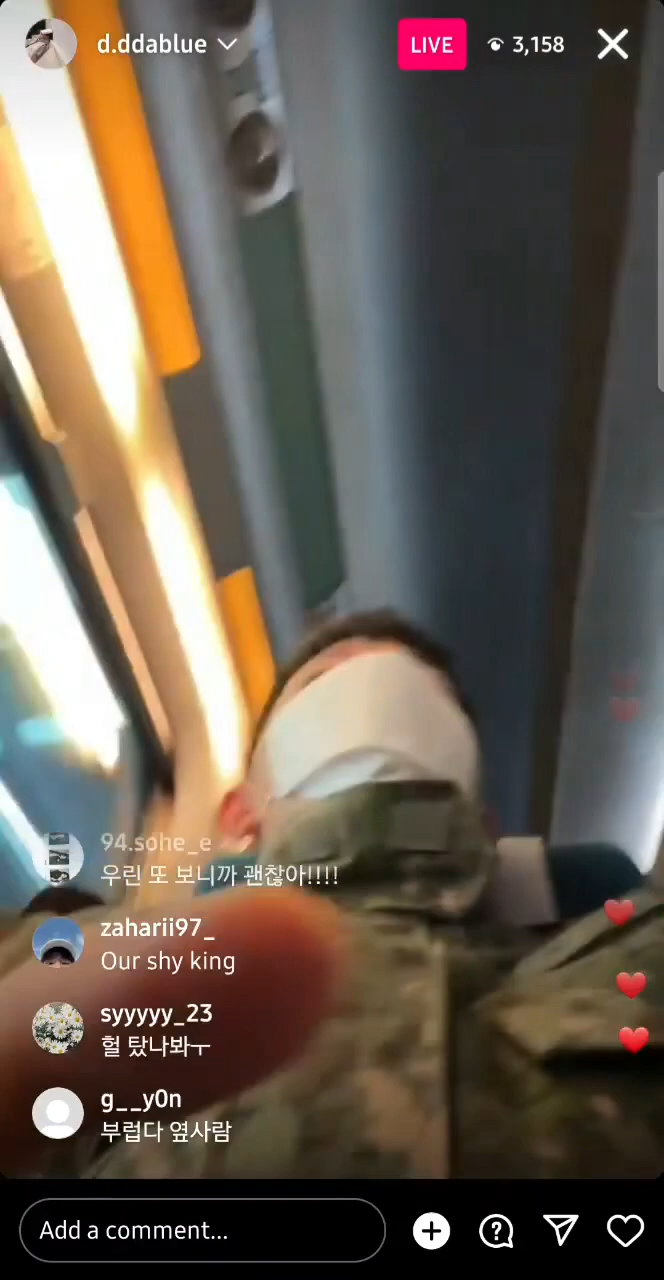 d.ddablue
LIVE
3,158
94.sohe_e
우린 또 보니까 괜찮아!!!!
zaharii97_
Our shy king
syyyyy_23
헐 탔나봐ㅜ
g__y0n
부럽다 옆사람
Add a comment...